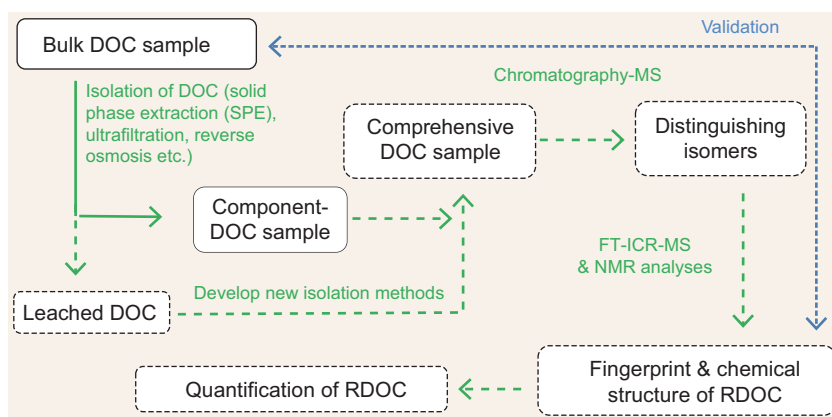 Bulk DOC sample
Validation
Chromatography-MS
Isolation of DOC (solid
phase extraction (SPE),
ultrafiltration, reverse
osmosis etc.)
Comprehensive
DOC sample
Distinguishing
isomers
Component-
DOC sample
FT-ICR-MS
& NMR analyses
Develop new isolation methods
Leached DOC
Fingerprint & chemical
structure of RDOC
Quantification of RDOC